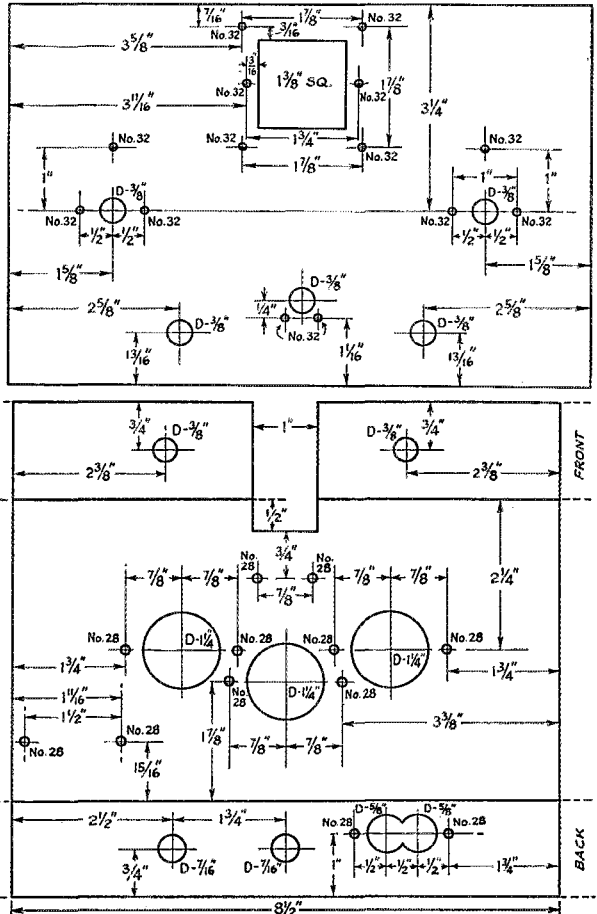 7/16"
1 7/8"
No.32
3/16"
No.32
3 5/8"
3/16
1 3/8" SQ.
1 7/8"
No.32
No.32
3 11/16"
3 1/4"
1 3/4"
No.32
No.32
No.32
1 7/8"
No.32
1"
D-3/8"
1"
D-3/8"
1"
No.32
No.32
No.32
No.32
1/2" 1/2"
1/2" 1/2"
1 5/8"
1 5/8"
2 5/8"
D-3/8"
2 5/8"
1/4"
D-3/8"
No.32
D-3/8"
13/16"
1 1/16"
13/16"
3/4"
D-3/8"
1"
D-3/8"
3/4"
FRONT
2 3/8"
2 3/8"
1/2"
3/4"
No. 28
No. 28
7/8" 7/8"
7/8"
7/8" 7/8"
2 1/4"
No.28
D-1 1/4"
No.28
No.28
D-1 1/4"
No.28
1 3/4"
No. 28
D-1 1/4"
No. 28
1 3/4"
1 11/16"
1 1/2"
3 3/8"
No.28
No.28
1 7/8"
7/8" 7/8"
15/16"
2 1/2"
1 3/4"
D-5/8" D-5/8"
No.28
No.28
3/4"
D-7/16"
D-7/16"
1"
1/2" 1/2" 1/2"
1 3/4"
BACK
8 1/2"